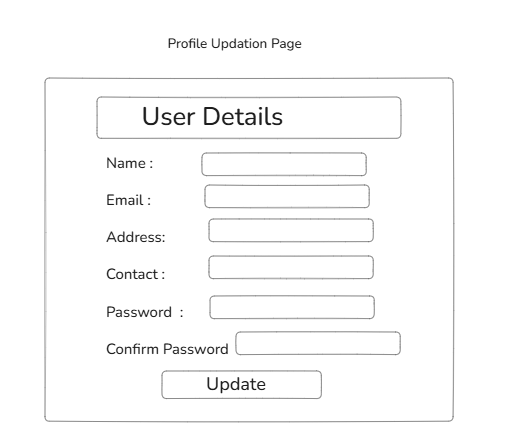 Profile Updation Page
User Details
Name :
Email :
Address:
Contact :
Password  :
Confirm Password
Update